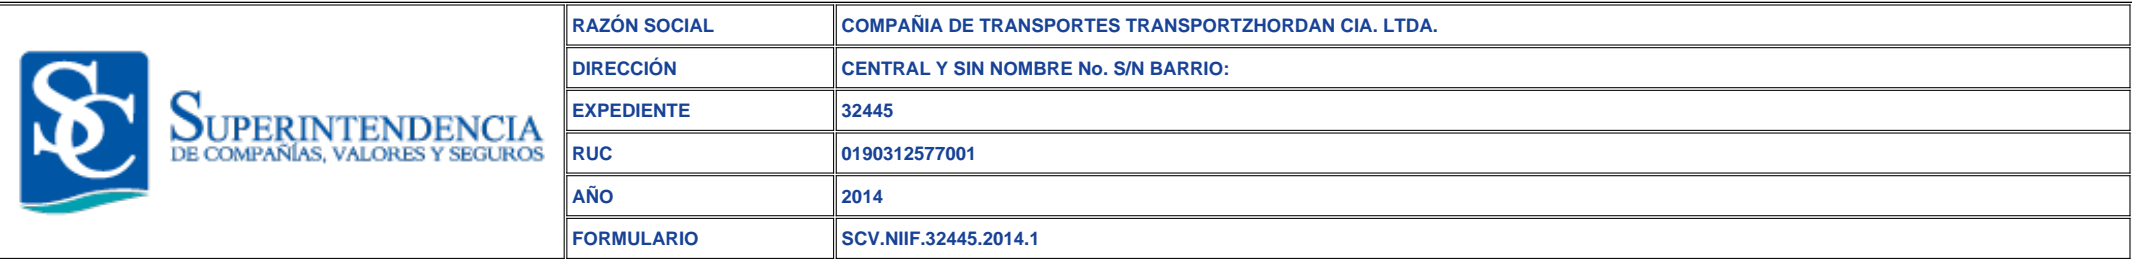 SC
SUPERINTENDENCIA
DE COMPAÑÍAS, VALORES Y SEGUROS
RAZÓN SOCIAL COMPAÑIA DE TRANSPORTES TRANSPORTZHORDAN CIA. LTDA.
DIRECCIÓN CENTRAL Y SIN NOMBRE No. S/N BARRIO:
EXPEDIENTE 32445
RUC 0190312577001
AÑO 2014
FORMULARIO SCV.NIIF.32445.2014.1